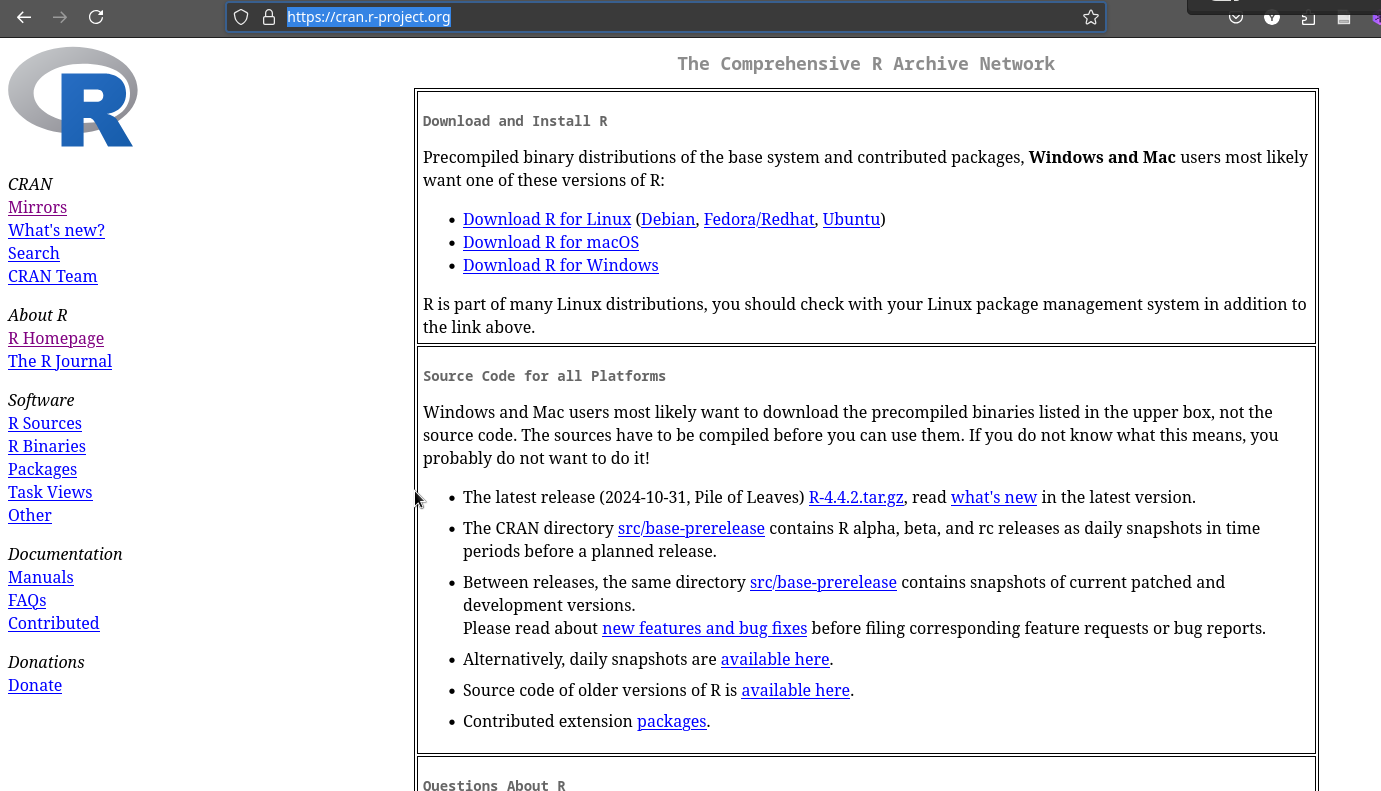 https://cran.r-project.org
R
The Comprehensive R Archive Network
CRAN
Mirrors
What's new?
Search
CRAN Team
About R
R Homepage
The R Journal
Software
R Sources
R Binaries
Packages
Task Views
Other
Documentation
Manuals
FAQs
Contributed
Donations
Donate
Download and Install R
Precompiled binary distributions of the base system and contributed packages, Windows and Mac users most likely
want one of these versions of R:
• Download R for Linux (Debian, Fedora/Redhat, Ubuntu)
• Download R for macOS
• Download R for Windows
R is part of many Linux distributions, you should check with your Linux package management system in addition to
the link above.
Source Code for all Platforms
Windows and Mac users most likely want to download the precompiled binaries listed in the upper box, not the
source code. The sources have to be compiled before you can use them. If you do not know what this means, you
probably do not want to do it!
• The latest release (2024-10-31, Pile of Leaves) R-4.4.2.tar.gz, read what's new in the latest version.
• The CRAN directory src/base-prerelease contains R alpha, beta, and rc releases as daily snapshots in time
periods before a planned release.
• Between releases, the same directory src/base-prerelease contains snapshots of current patched and
development versions.
Please read about new features and bug fixes before filing corresponding feature requests or bug reports.
• Alternatively, daily snapshots are available here.
• Source code of older versions of R is available here.
• Contributed extension packages.
Questions About R